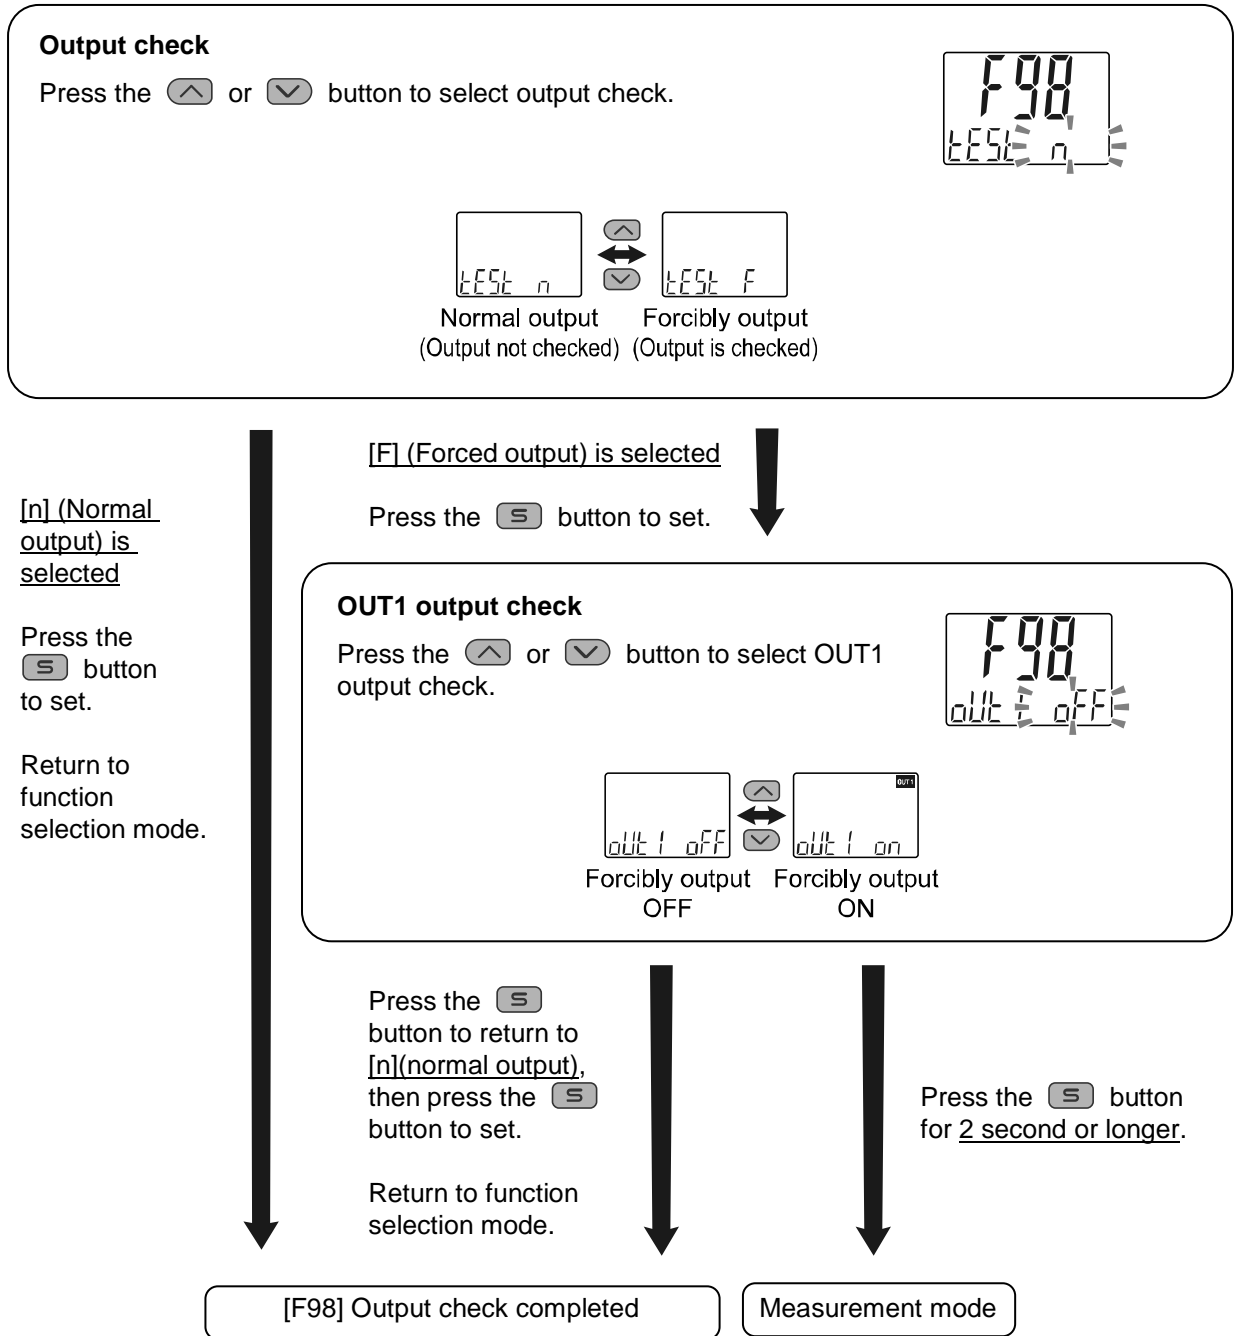 Output check
Press the or button to select output check.
F98
tESt n
tESt n
tESt F
Normal output
(Output not checked)
Forcibly output
(Output is checked)
[n] (Normal
output) is
selected
Press the
S button
to set.
Return to
function
selection mode.
[F] (Forced output) is selected
Press the S button to set.
OUT1 output check
Press the or button to select OUT1
output check.
F98
oUt 1 oFF
oUt 1 oFF
OUT1
oUt 1 on
Forcibly output
OFF
Forcibly output
ON
Press the S
button to return to
[n](normal output),
then press the S
button to set.
Return to function
selection mode.
Press the S button
for 2 second or longer.
[F98] Output check completed
Measurement mode